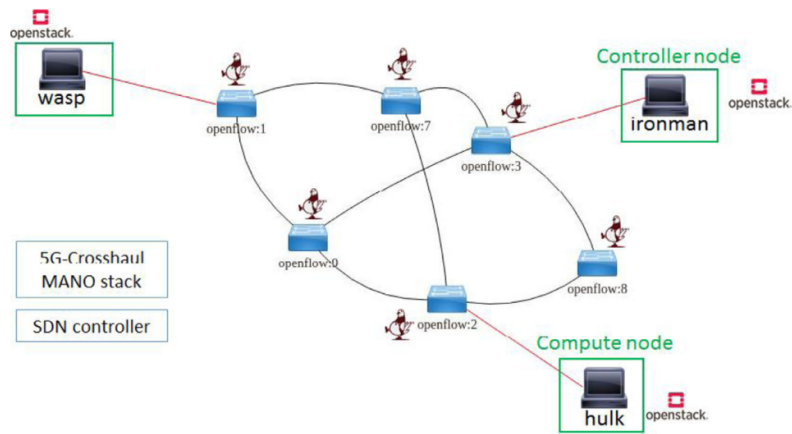 openstack.
wasp
openflow:1
openflow:7
Controller node
ironman
openstack.
openflow:3
openflow:0
openflow:8
5G-Crosshaul
MANO stack
SDN controller
openflow:2
Compute node
hulk
openstack.